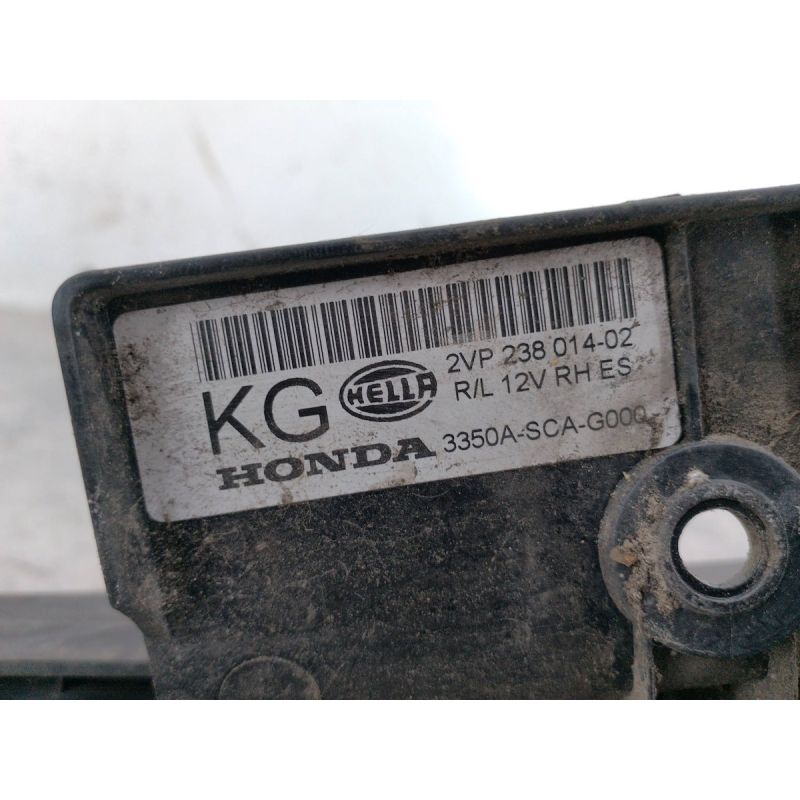 2VP 238 014-02
KG HELLA R/L 12V RH ES
HONDA 3350A-SCA-G000